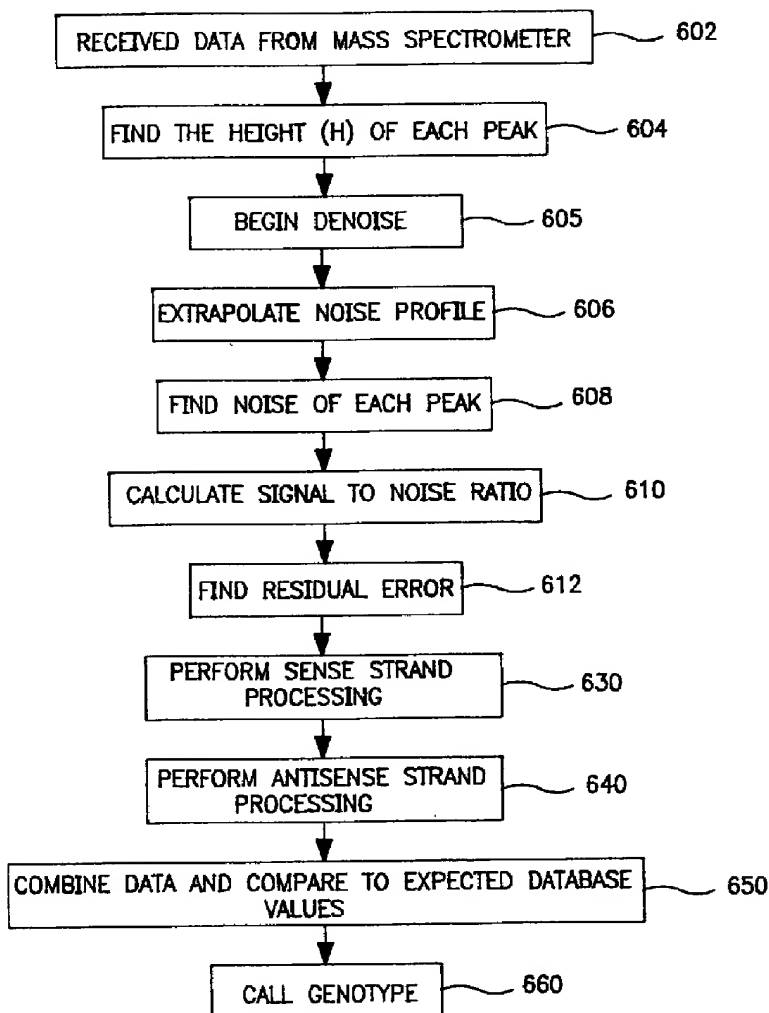 RECEIVED DATA FROM MASS SPECTROMETER 602
FIND THE HEIGHT (H) OF EACH PEAK 604
BEGIN DENOISE 605
EXTRAPOLATE NOISE PROFILE 606
FIND NOISE OF EACH PEAK 608
CALCULATE SIGNAL TO NOISE RATIO 610
FIND RESIDUAL ERROR 612
PERFORM SENSE STRAND
PROCESSING 630
PERFORM ANTISENSE STRAND
PROCESSING 640
COMBINE DATA AND COMPARE TO EXPECTED DATABASE
VALUES 650
CALL GENOTYPE 660